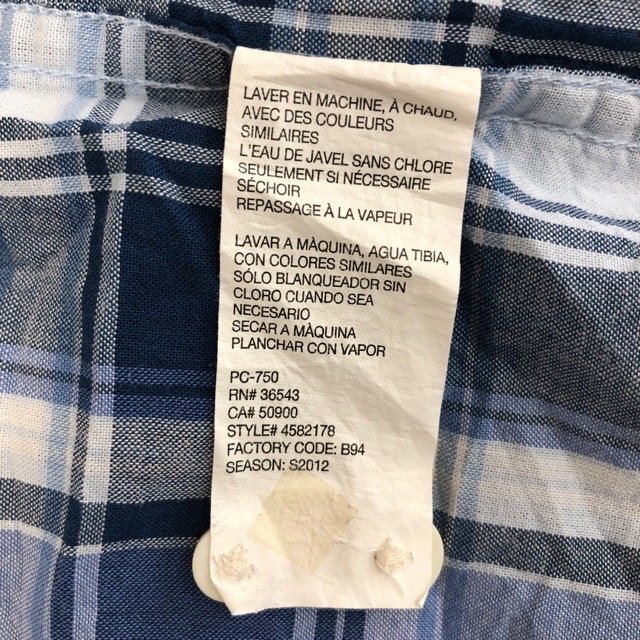 LAVER EN MACHINE, À CHAUD,
AVEC DES COULEURS
SIMILAIRES
L'EAU DE JAVEL SANS CHLORE
SEULEMENT SI NÉCESSAIRE
SÉCHOIR
REPASSAGE À LA VAPEUR
LAVAR A MÀQUINA, AGUA TIBIA,
CON COLORES SIMILARES
SÓLO BLANQUEADOR SIN
CLORO CUANDO SEA
NECESARIO
SECAR A MÀQUINA
PLANCHAR CON VAPOR
PC-750
RN# 36543
CA# 50900
STYLE# 4582178
FACTORY CODE: B94
SEASON: S2012